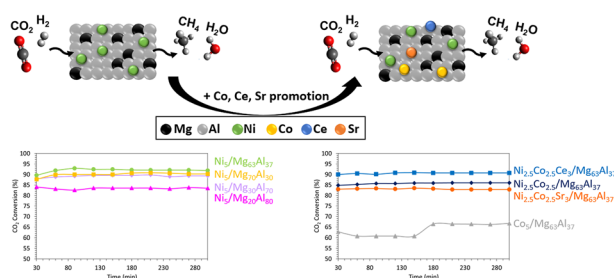 CO2 H2
CH4
H2O
CO2 H2
CH4
H2O
+ Co, Ce, Sr promotion
Mg Al Ni Co Ce Sr
CO2 Conversion (%)
100
95
90
85
80
75
70
65
60
55
50
30 80 130 180 230 280
Time (min)
Ni5/Mg63Al37
Ni5/Mg70Al30
Ni5/Mg30Al70
Ni5/Mg20Al80
CO2 Conversion (%)
100
95
90
85
80
75
70
65
60
55
50
30 80 130 180 230 280
Time (min)
Ni2.5Co2.5Ce3/Mg63Al37
Ni2.5Co2.5/Mg63Al37
Ni2.5Co2.5Sr3/Mg63Al37
Co5/Mg63Al37